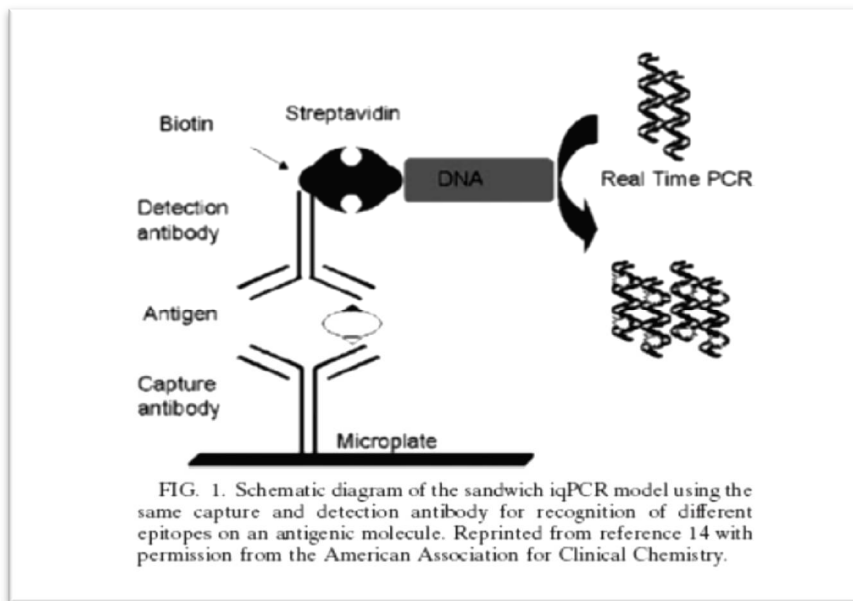 Streptavidin
Biotin
DNA
Real Time PCR
Detection
antibody
Antigen
Capture
antibody
Microplate
FIG. 1. Schematic diagram of the sandwich iqPCR model using the
same capture and detection antibody for recognition of different
epitopes on an antigenic molecule. Reprinted from reference 14 with
permission from the American Association for Clinical Chemistry.